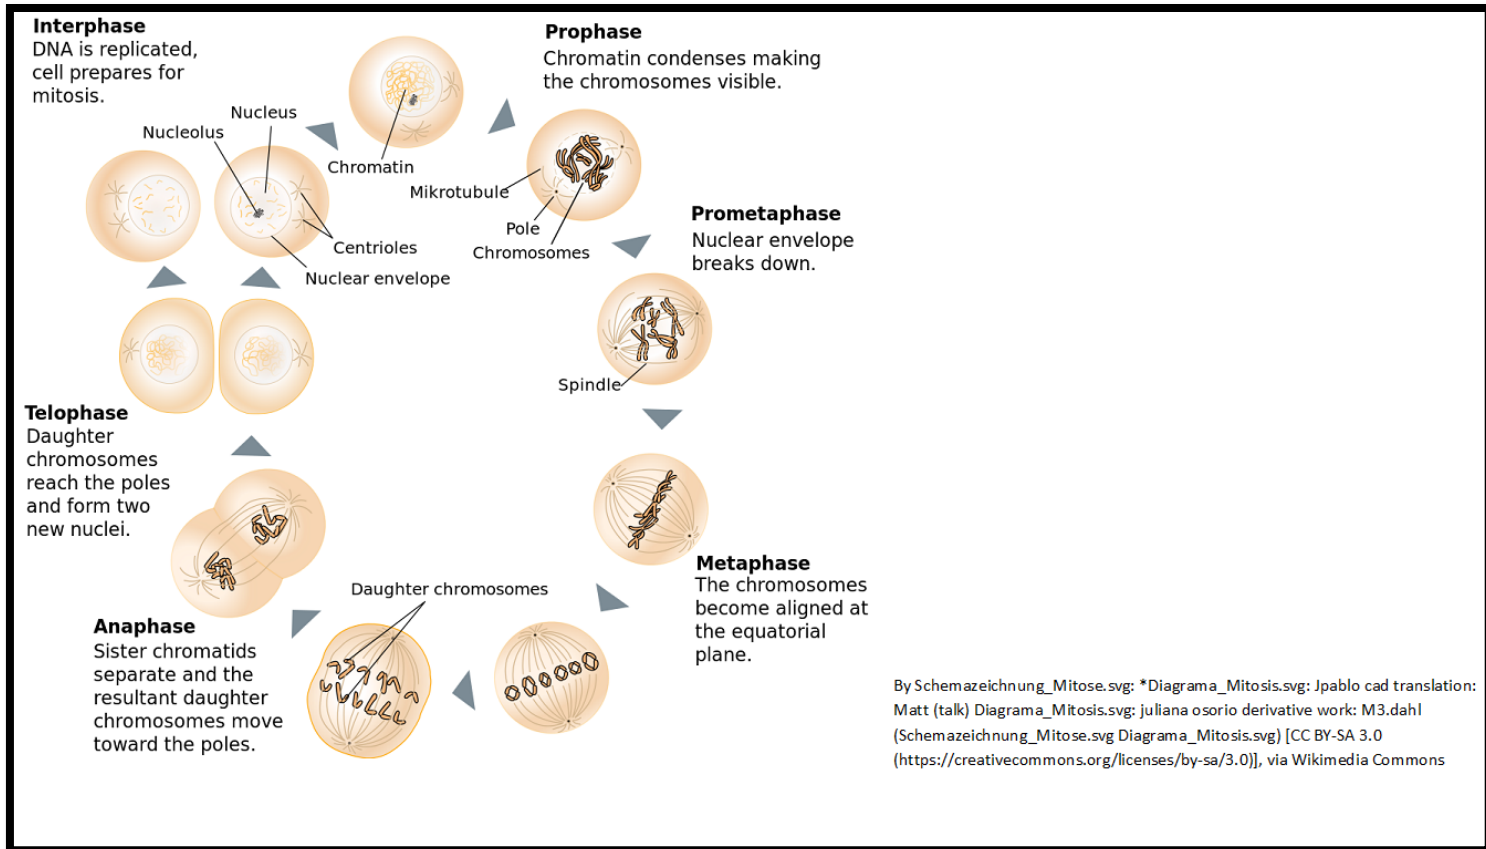 Interphase
DNA is replicated,
cell prepares for
mitosis.
Nucleus
Nucleolus
Chromatin
Centrioles
Nuclear envelope
Prophase
Chromatin condenses making
the chromosomes visible.
Mikrotubule
Pole
Chromosomes
Prometaphase
Nuclear envelope
breaks down.
Spindle
Metaphase
The chromosomes
become aligned at
the equatorial
plane.
Daughter chromosomes
Anaphase
Sister chromatids
separate and the
resultant daughter
chromosomes move
toward the poles.
Telophase
Daughter
chromosomes
reach the poles
and form two
new nuclei.
By Schemazeichnung_Mitose.svg: *Diagrama_Mitosis.svg: Jpablo cad translation:
Matt (talk) Diagrama_Mitosis.svg: juliana osorio derivative work: M3.dahl
(Schemazeichnung_Mitose.svg Diagrama_Mitosis.svg) [CC BY-SA 3.0
(https://creativecommons.org/licenses/by-sa/3.0)], via Wikimedia Commons